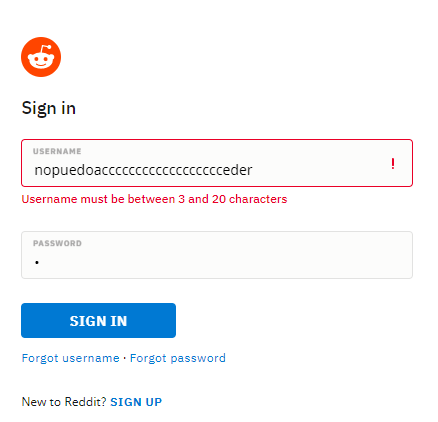 Sign in
USERNAME
nopuedoacccccccccccccccccceder
!
Username must be between 3 and 20 characters
PASSWORD
•
SIGN IN
Forgot username · Forgot password
New to Reddit? SIGN UP